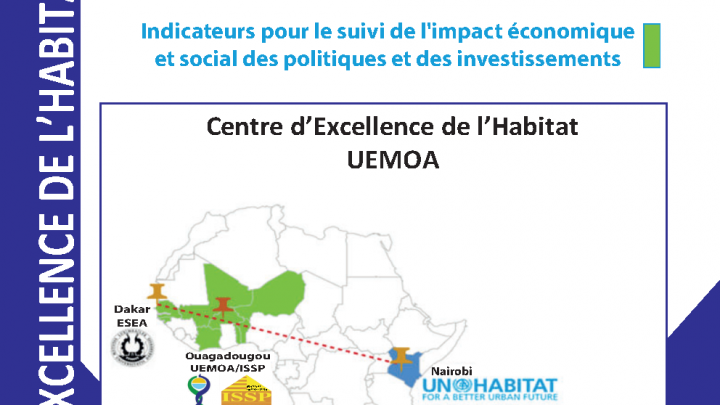 Indicateurs pour le suivi de l'impact économique
et social des politiques et des investissements
XCELLENCE DE L'HABITA
Centre d'Excellence de l'Habitat
UEMOA
Dakar
ESEA
Ouagadougou
UEMOA/ISSP
ISSP
Nairobi
UN HABITAT
FOR A BETTER URBAN FUTURE